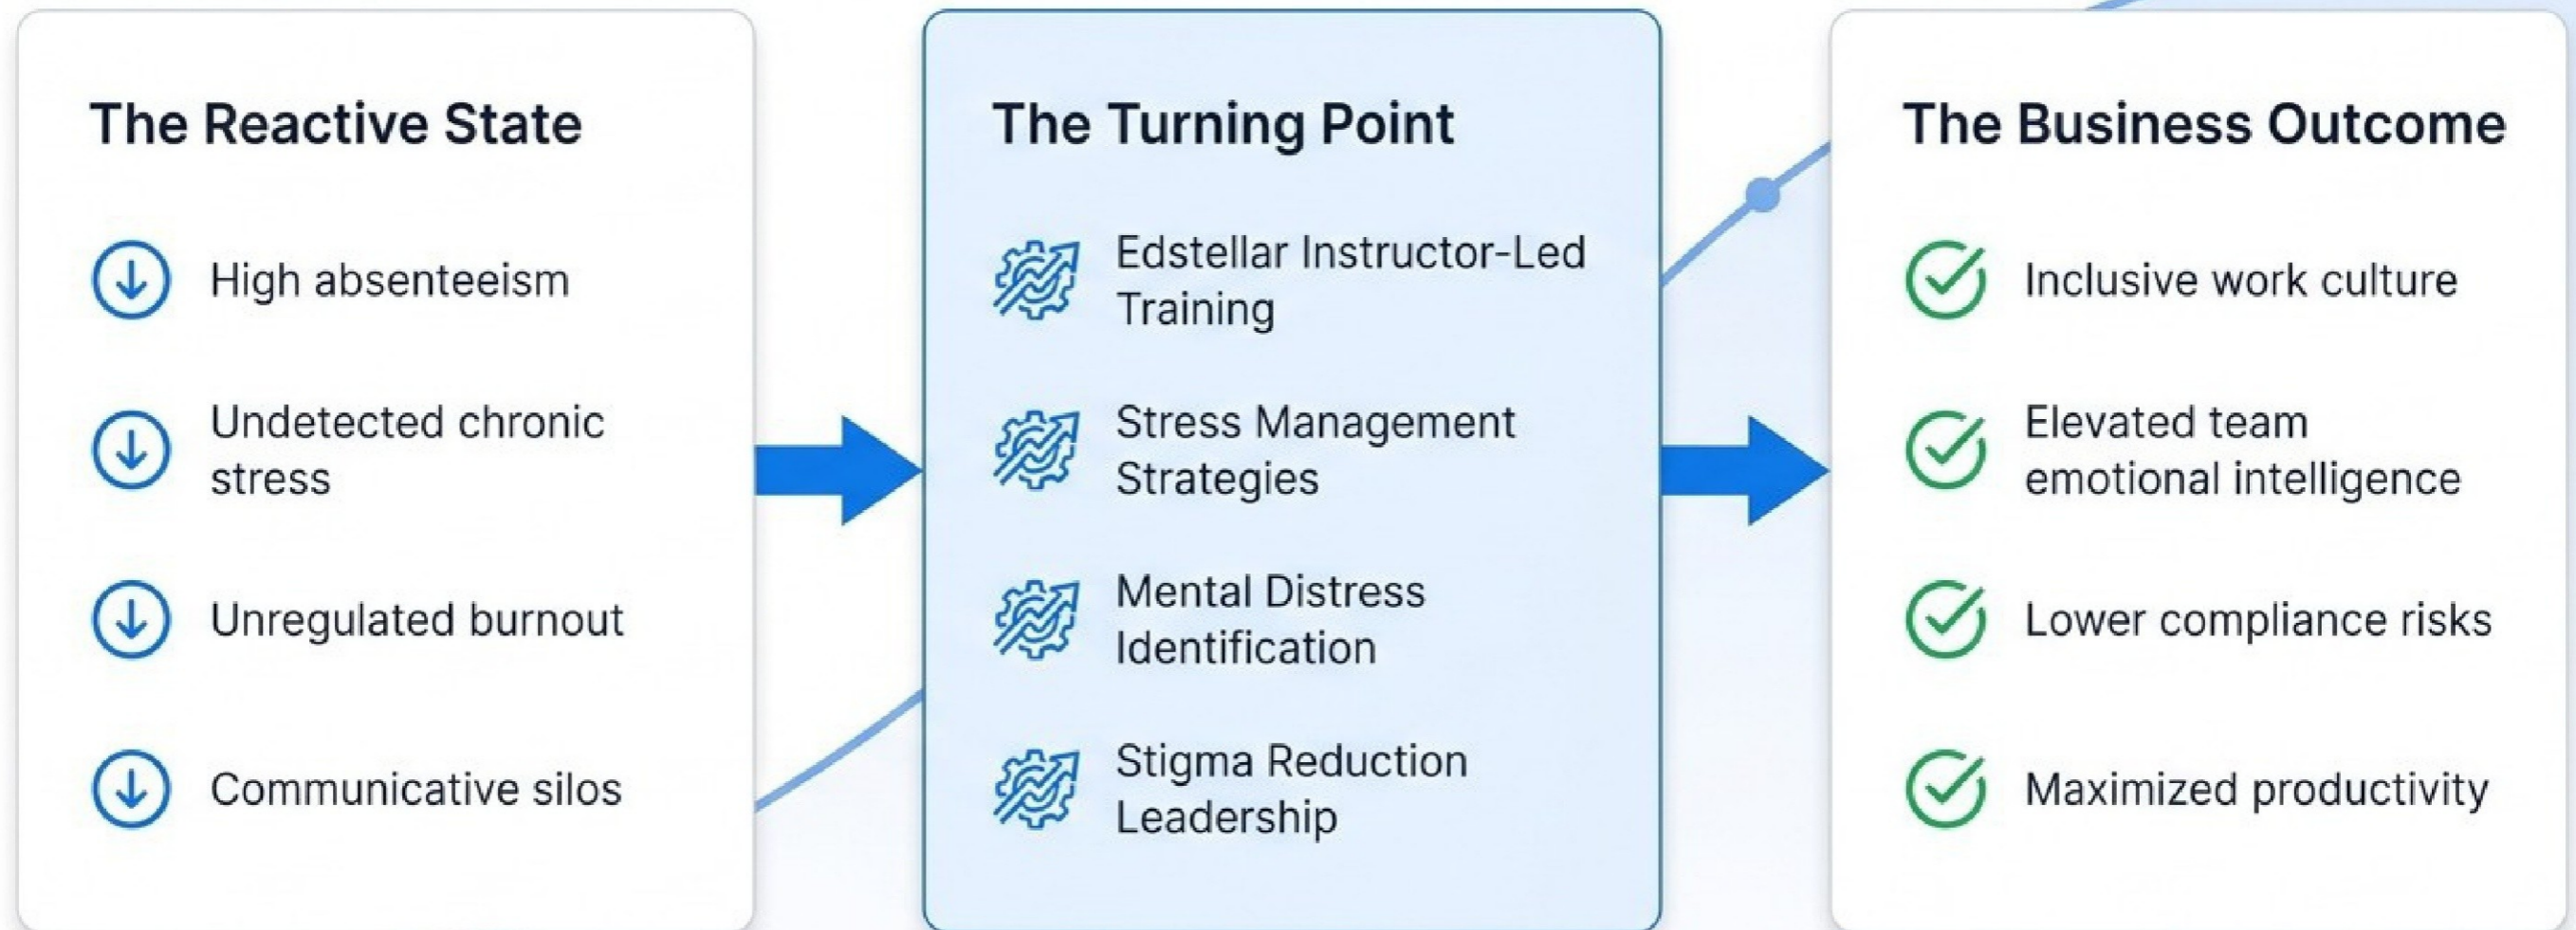 The Reactive State
High absenteeism
Undetected chronic
stress
Unregulated burnout
Communicative silos
The Turning Point
Edstellar Instructor-Led
Training
Stress Management
Strategies
Mental Distress
Identification
Stigma Reduction
Leadership
The Business Outcome
Inclusive work culture
Elevated team
emotional intelligence
Lower compliance risks
Maximized productivity